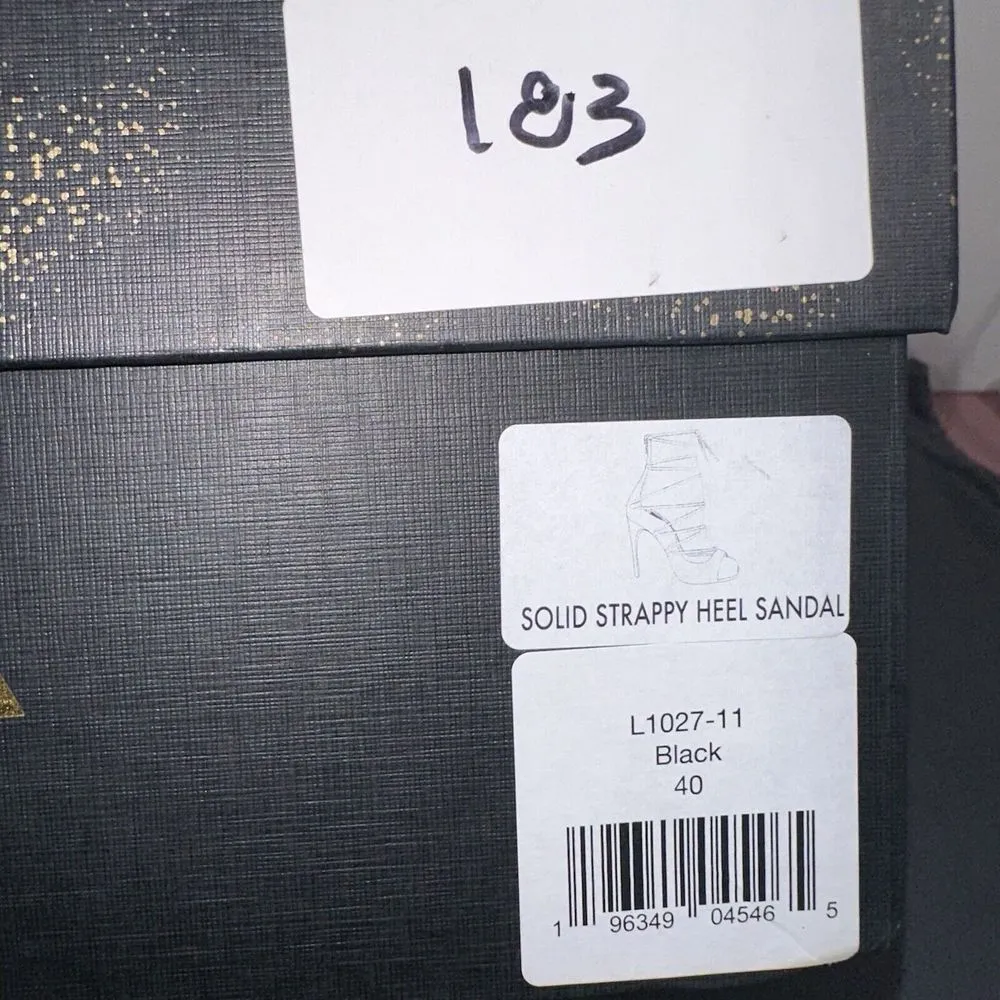 183
SOLID STRAPPY HEEL SANDAL
L1027-11
Black
40
1 96349 04546 5